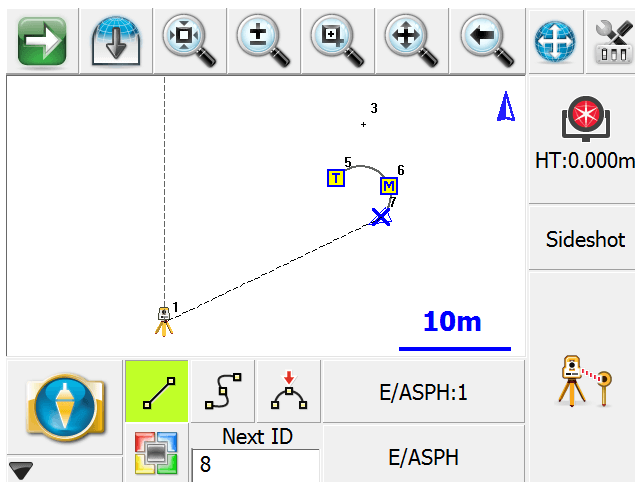 3
HT:0.000m
5
T
6
M
7
Sideshot
1
10m
E/ASPH:1
Next ID
8
E/ASPH